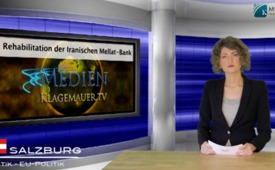 M
K
Rehabilitation der Iranischen Mellat-Bank
MEDIEN
KLAGEMAUER.TV
SALZBURG
TIK - EU-POLITIK